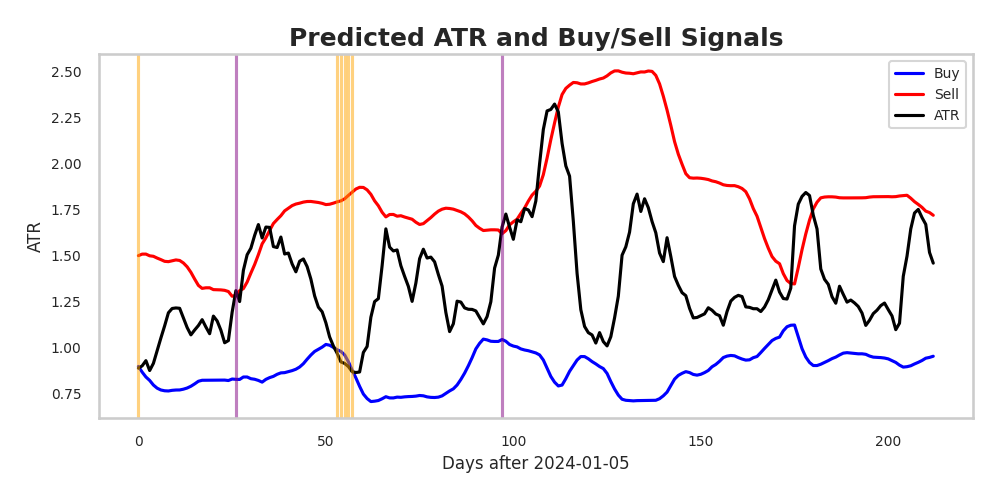 Predicted ATR and Buy/Sell Signals
2.50
2.25
2.00
1.75
1.50
1.25
1.00
0.75
ATR
Buy
Sell
ATR
0
50
100
150
200
Days after 2024-01-05